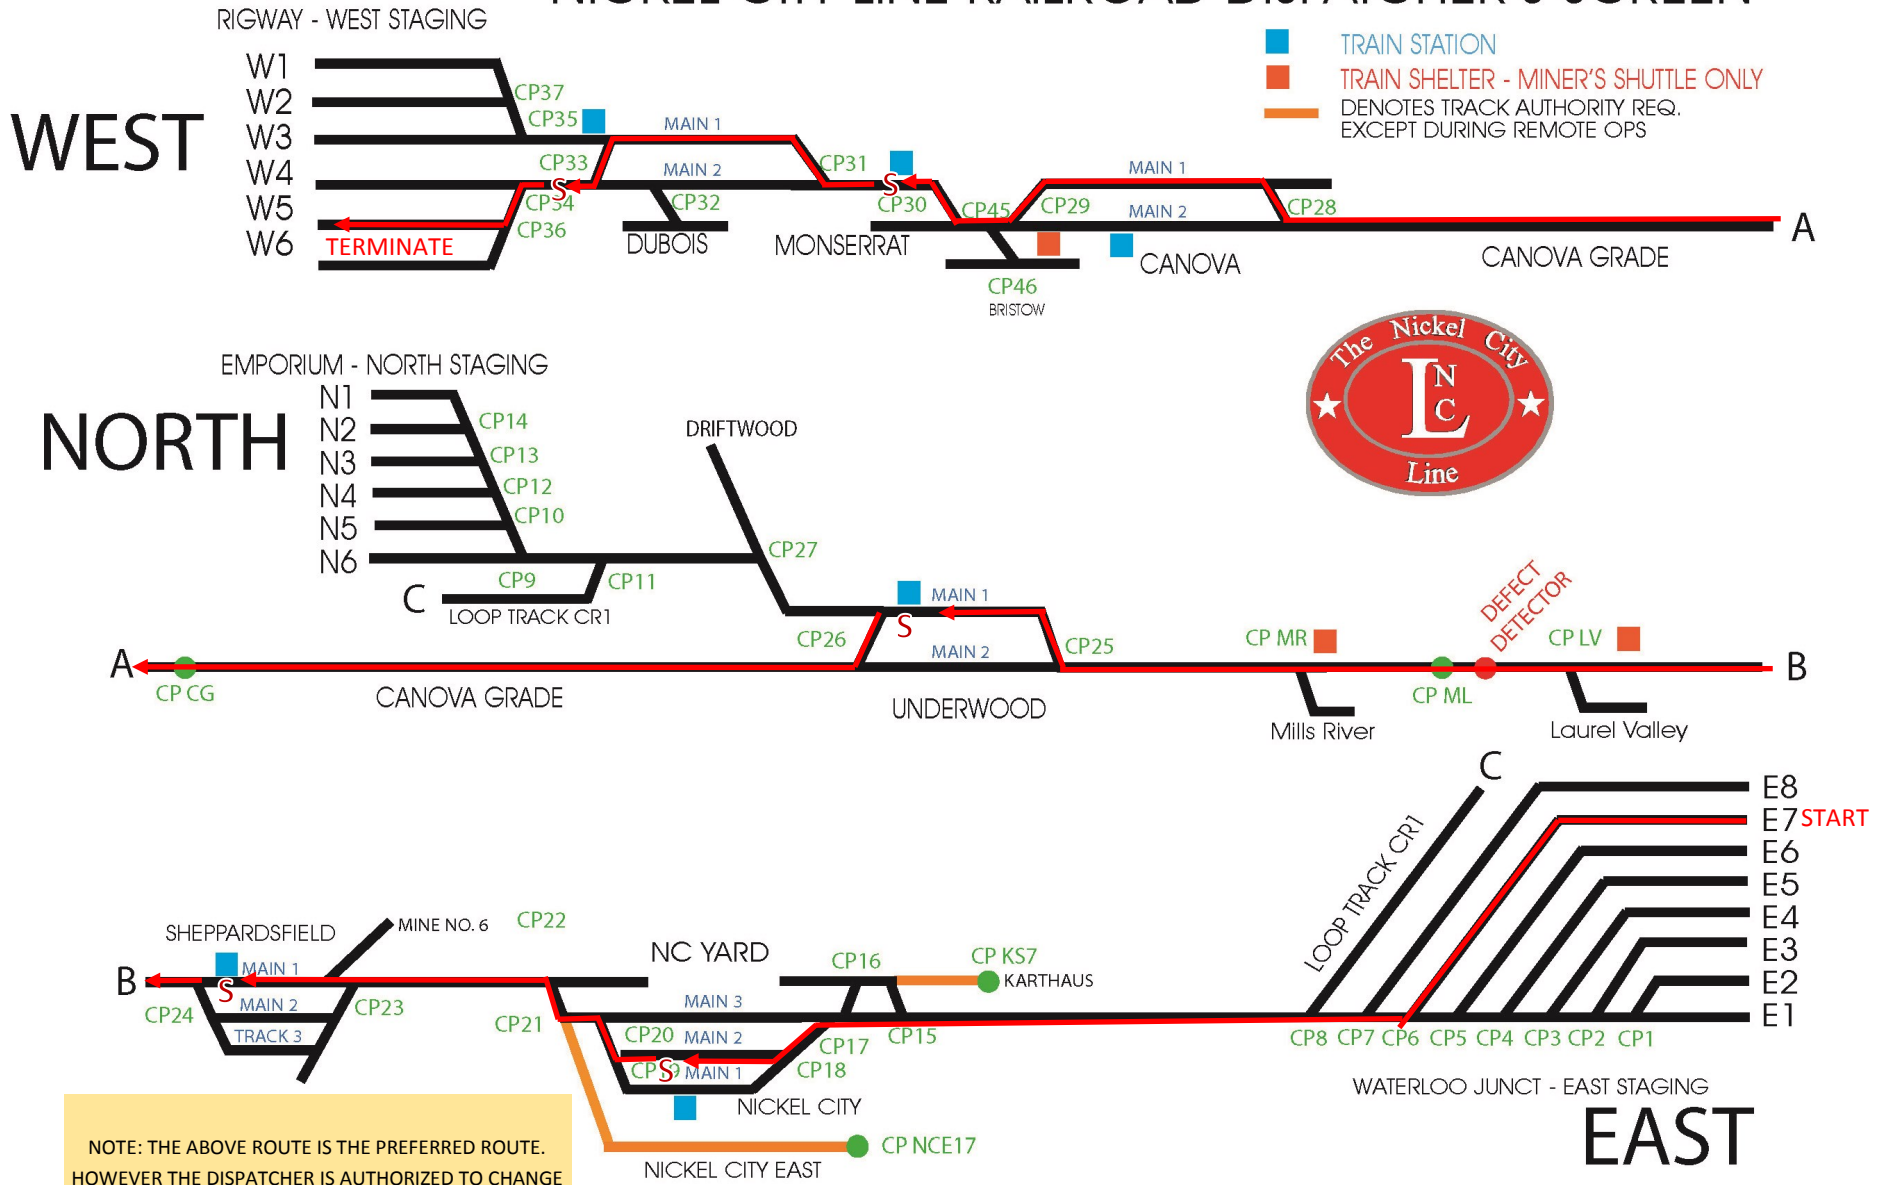 NICKEL CITY LINE RAILROAD DISPATCHER'S SCREEN
RIGWAY - WEST STAGING
TRAIN STATION
TRAIN SHELTER - MINER'S SHUTTLE ONLY
DENOTES TRACK AUTHORITY REQ.
EXCEPT DURING REMOTE OPS
WEST
W1
W2
W3
W4
W5
W6
CP37
CP35
MAIN 1
CP33
MAIN 2
CP31
S
CP34
CP36
CP32
TERMINATE
DUBOIS
S
CP30
MONSERRAT
CP45
CP29
MAIN 1
MAIN 2
CP28
CANOVA
CP46
BRISTOW
CANOVA GRADE
A
The Nickel City
L
N
C
Line
EMPORIUM - NORTH STAGING
NORTH
N1
N2
N3
N4
N5
N6
CP14
CP13
CP12
CP10
CP9
CP11
C
LOOP TRACK CR1
DRIFTWOOD
CP27
MAIN 1
S
CP26
MAIN 2
CP25
CP MR
DEFECT
DETECTOR
CP LV
A
CP CG
CANOVA GRADE
UNDERWOOD
CP ML
B
Mills River
Laurel Valley
C
LOOP TRACK CR1
E8
E7 START
E6
E5
E4
E3
E2
E1
SHEPPARDSFIELD
MINE NO. 6
CP22
NC YARD
CP16
CP KS7
KARTHAUS
B
MAIN 1
S
MAIN 2
CP24
TRACK 3
CP23
CP21
MAIN 3
CP20
MAIN 2
CP19
S
MAIN 1
CP17
CP18
CP15
CP8
CP7
CP6
CP5
CP4
CP3
CP2
CP1
NICKEL CITY
WATERLOO JUNCT - EAST STAGING
EAST
CP NCE17
NICKEL CITY EAST
NOTE: THE ABOVE ROUTE IS THE PREFERRED ROUTE.
HOWEVER THE DISPATCHER IS AUTHORIZED TO CHANGE